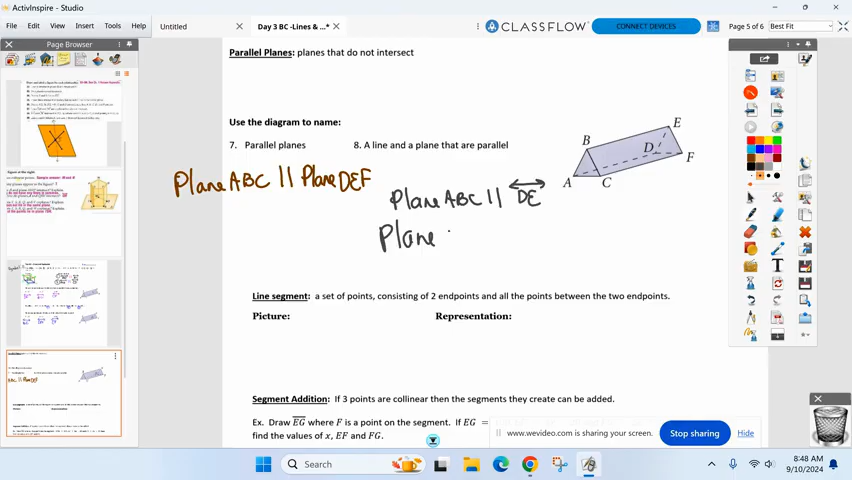 ActivInspire - Studio
File Edit View Insert Tools Help
Untitled
Day 3 BC -Lines & ...*
CLASSFLOW
CONNECT DEVICES
Page 5 of 6
Best Fit
Page Browser
Parallel Planes: planes that do not intersect
Use the diagram to name:
7. Parallel planes
8. A line and a plane that are parallel
Plane ABC || Plane DEF
Plane ABC || DE
Plane
A
B
C
D
E
F
Line segment: a set of points, consisting of 2 endpoints and all the points between the two endpoints.
Picture:
Representation:
Segment Addition: If 3 points are collinear then the segments they create can be added.
Ex. Draw EG where F is a point on the segment. If EG =
find the values of x, EF and FG.
www.wevideo.com is sharing your screen.
Stop sharing
Hide
Search
8:48 AM
9/10/2024